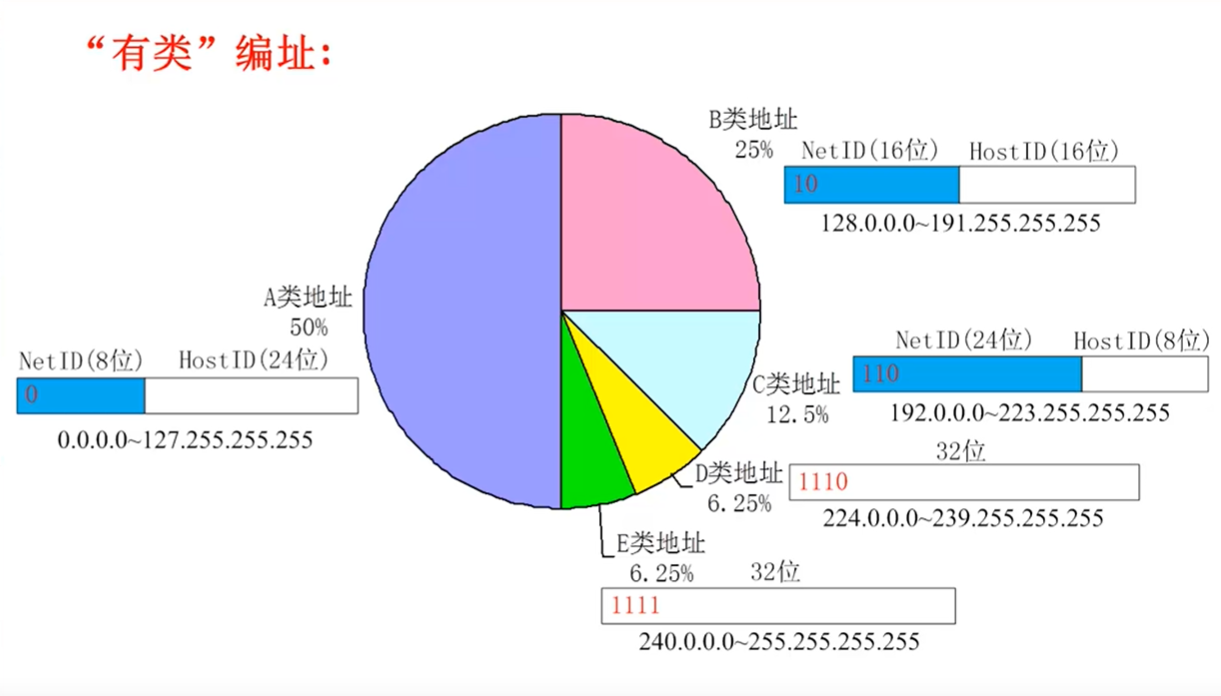 “有类”编址:
B类地址
25%
NetID(16位) HostID(16位)
10
128.0.0.0~191.255.255.255
A类地址
50%
NetID(8位) HostID(24位)
0
0.0.0.0~127.255.255.255
NetID(24位) HostID(8位)
110
C类地址
12.5%
192.0.0.0~223.255.255.255
32位
D类地址
6.25%
1110
224.0.0.0~239.255.255.255
E类地址
6.25%
32位
1111
240.0.0.0~255.255.255.255